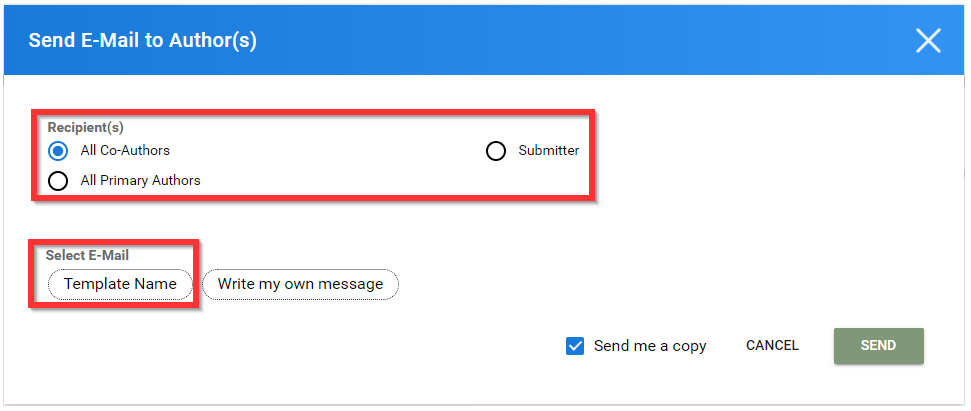 Send E-Mail to Author(s)
Recipient(s)
All Co-Authors
Submitter
All Primary Authors
Select E-Mail
Template Name
Write my own message
Send me a copy
CANCEL
SEND